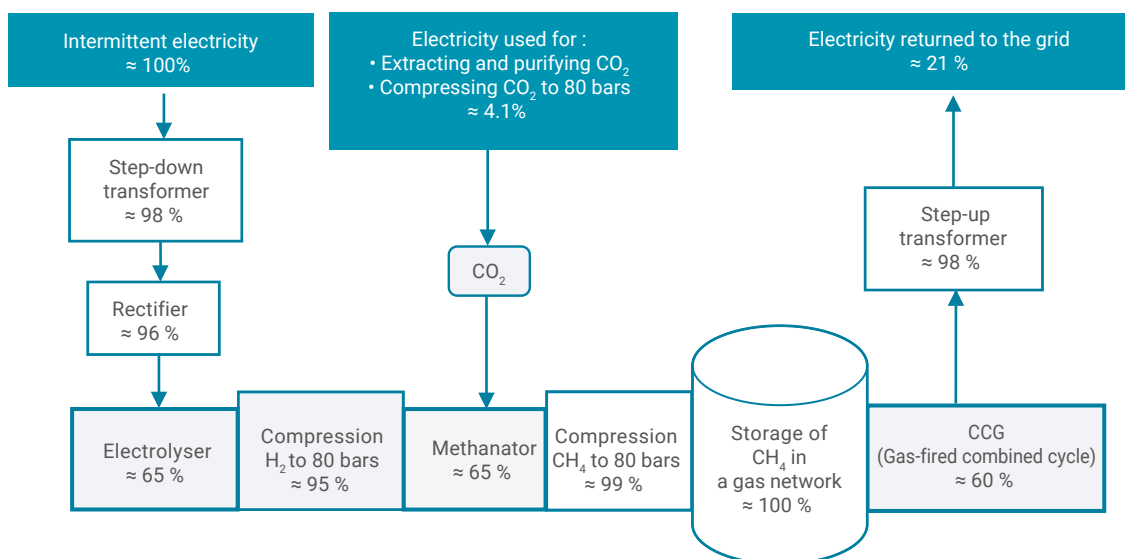 Intermittent electricity
≈ 100%
Electricity used for :
• Extracting and purifying CO₂
• Compressing CO₂ to 80 bars
≈ 4.1%
Electricity returned to the grid
≈ 21 %
Step-down
transformer
≈ 98 %
Step-up
transformer
≈ 98 %
CO₂
Rectifier
≈ 96 %
Electrolyser
≈ 65 %
Compression
H₂ to 80 bars
≈ 95 %
Methanator
≈ 65 %
Compression
CH₄ to 80 bars
≈ 99 %
Storage of
CH₄ in
a gas network
≈ 100 %
CCG
(Gas-fired combined cycle)
≈ 60 %